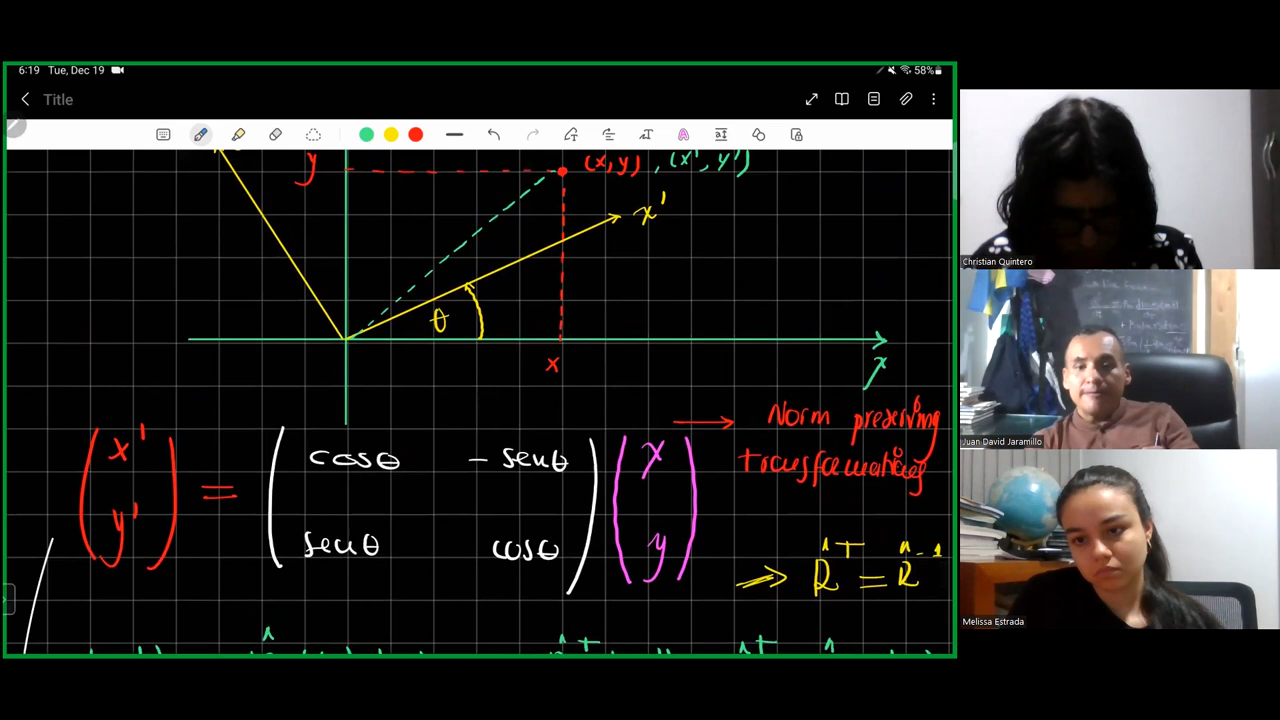 6:19 Tue, Dec 19
58%
Title
y
(x,y) , (x', y')
x'
θ
x
x
Norm preserving
transformations
( x' y' ) = ( cosθ - senθ senθ cosθ ) ( x y )
⇒ R̂ᵀ = R̂⁻¹
Christian Quintero
Juan David Jaramillo
Melissa Estrada